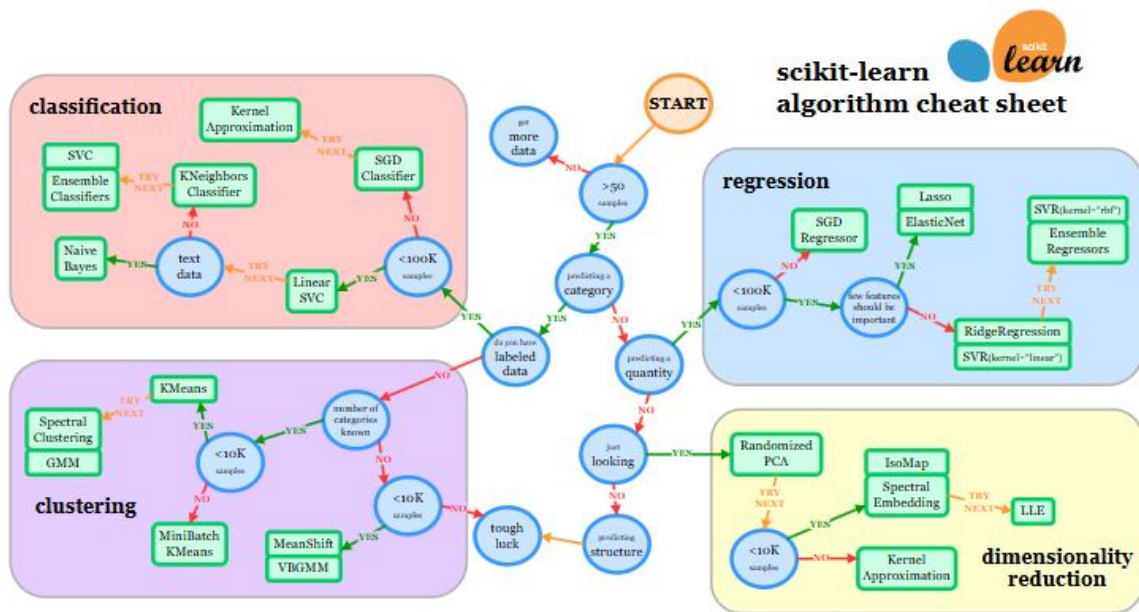 scikit-learn
algorithm cheat sheet
scikit
learn
START
get
more
data
NO
>50
samples
YES
predicting a
category
YES
NO
do you have
labeled
data
YES
NO
predicting a
quantity
YES
NO
just
looking
YES
NO
predicting
structure
tough
luck
classification
Kernel
Approximation
TRY
NEXT
SGD
Classifier
NO
<100K
samples
YES
Linear
SVC
TRY
NEXT
text
data
YES
Naive
Bayes
NO
KNeighbors
Classifier
TRY
NEXT
SVC
Ensemble
Classifiers
regression
SGD
Regressor
NO
<100K
samples
YES
few features
should be
important
YES
Lasso
ElasticNet
NO
RidgeRegression
SVR(kernel="linear")
TRY
NEXT
SVR(kernel="rbf")
Ensemble
Regressors
clustering
number of
categories
known
YES
NO
<10K
samples
YES
KMeans
TRY
NEXT
Spectral
Clustering
GMM
NO
MiniBatch
KMeans
<10K
samples
YES
NO
MeanShift
VBGMM
dimensionality
reduction
Randomized
PCA
TRY
NEXT
<10K
samples
YES
IsoMap
Spectral
Embedding
TRY
NEXT
LLE
NO
Kernel
Approximation